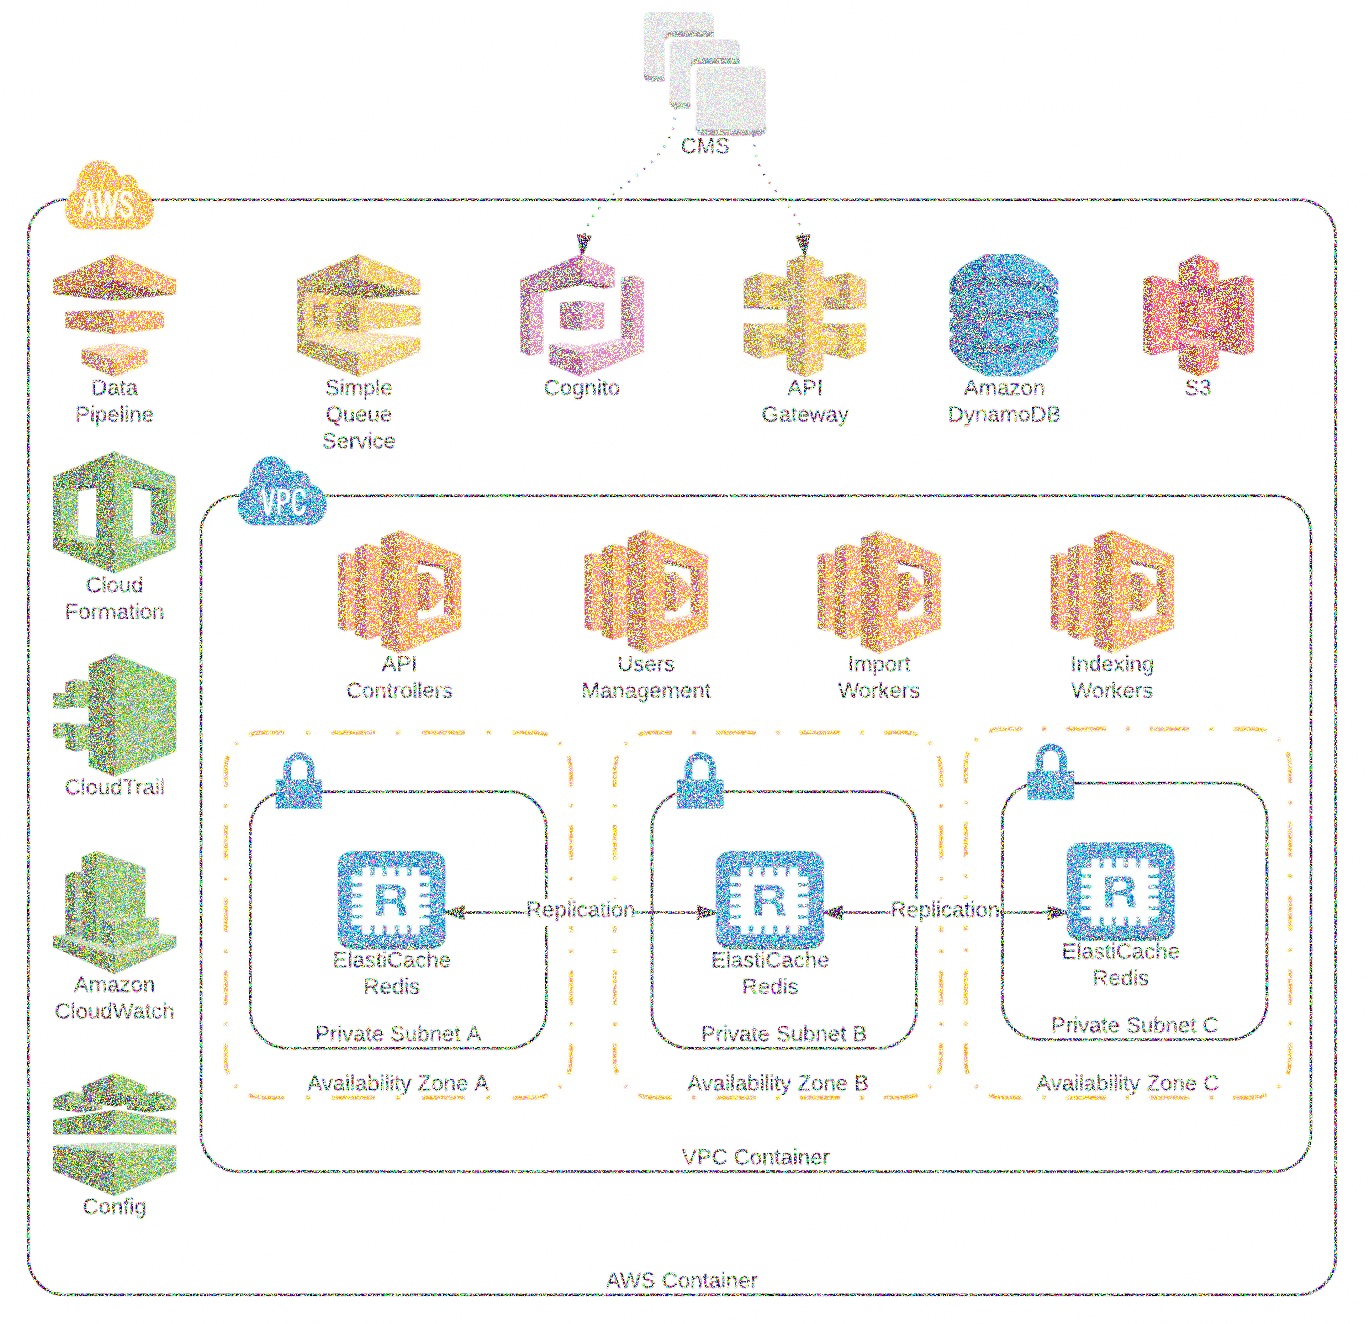 CMS
AWS
Data
Pipeline
Simple
Queue
Service
Cognito
API
Gateway
Amazon
DynamoDB
S3
Cloud
Formation
VPC
API
Controllers
Users
Management
Import
Workers
Indexing
Workers
CloudTrail
R
R
R
Replication
Replication
ElastiCache
Redis
ElastiCache
Redis
ElastiCache
Redis
Amazon
CloudWatch
Private Subnet A
Private Subnet B
Private Subnet C
Availability Zone A
Availability Zone B
Availability Zone C
VPC Container
Config
AWS Container